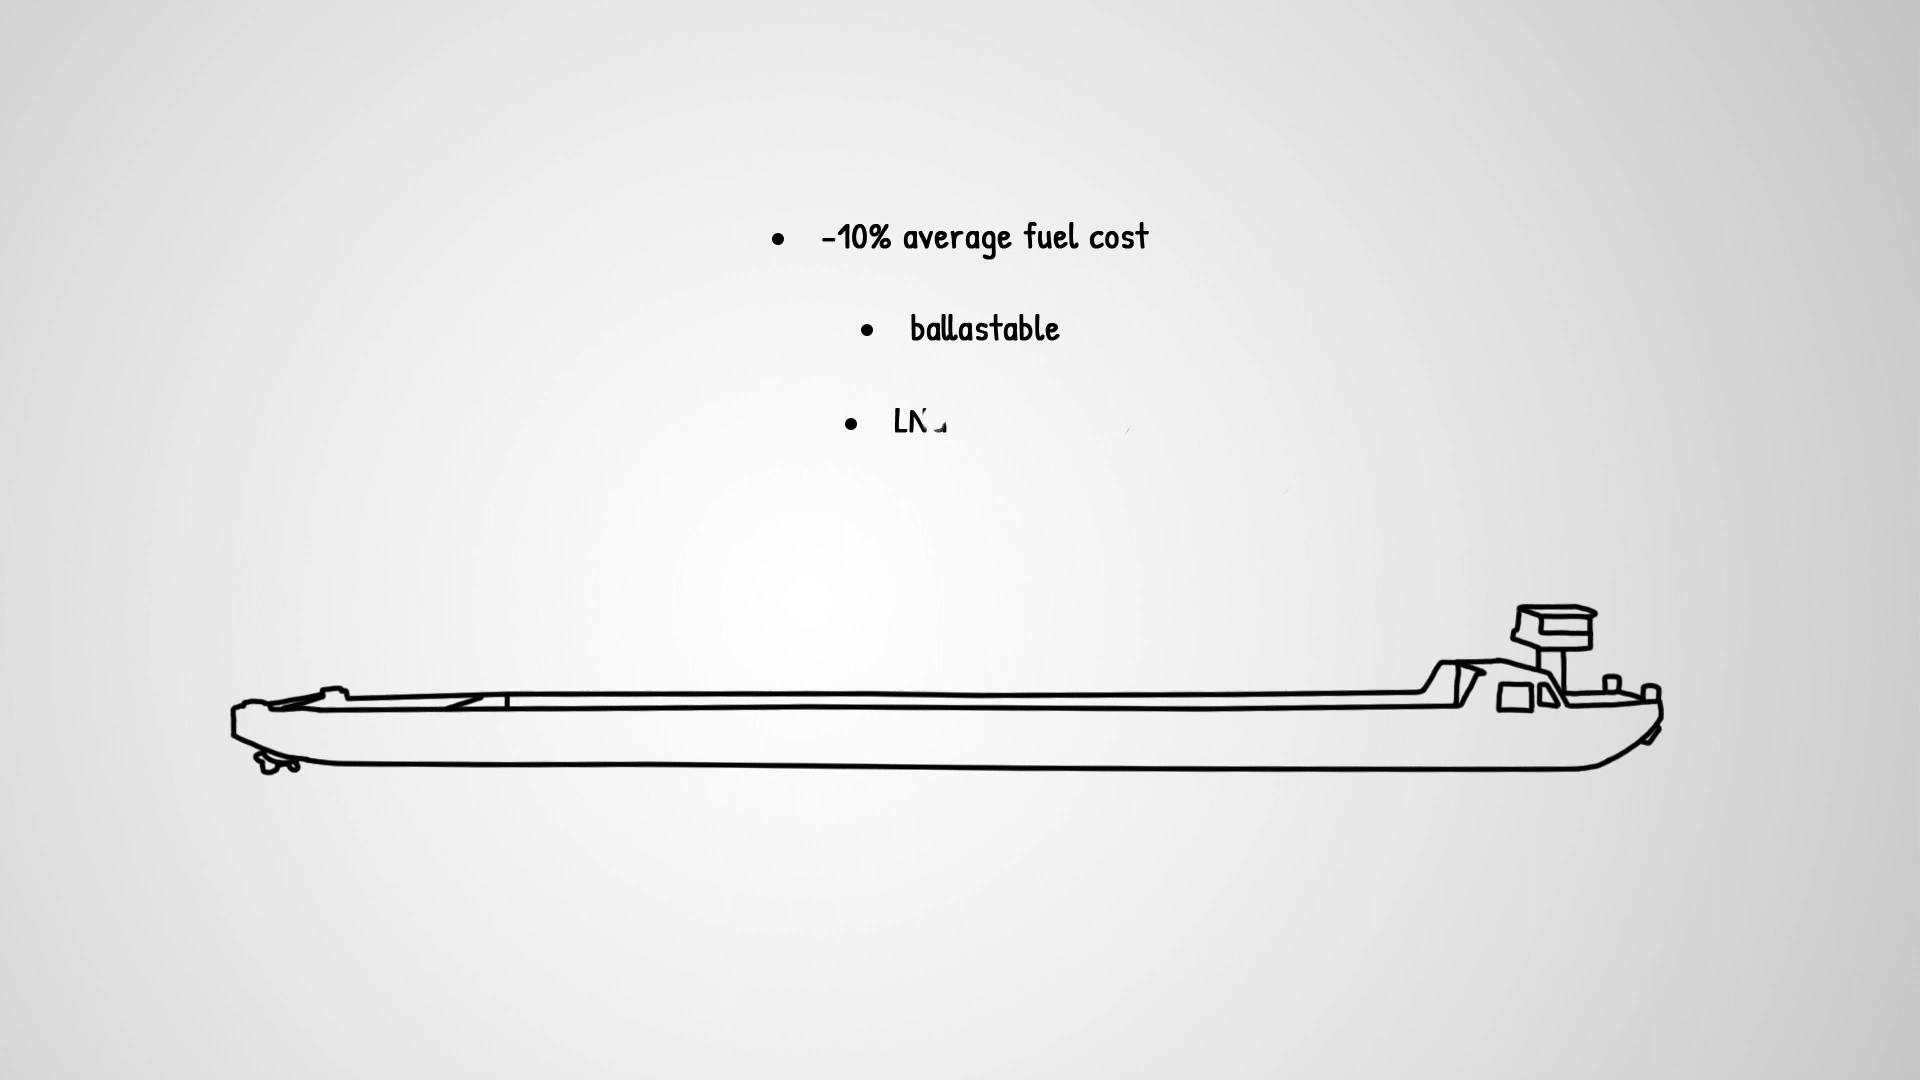 • -10% average fuel cost
• ballastable
• LN